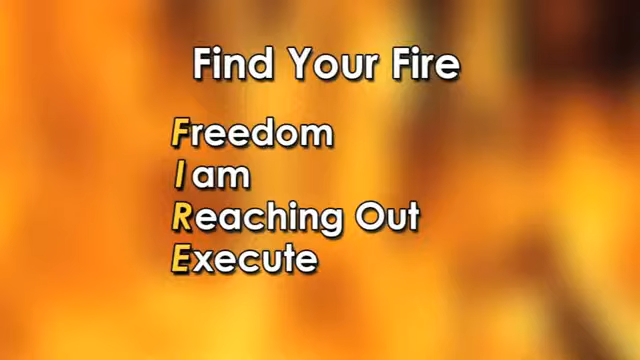 Find Your Fire
Freedom
I am
Reaching Out
Execute